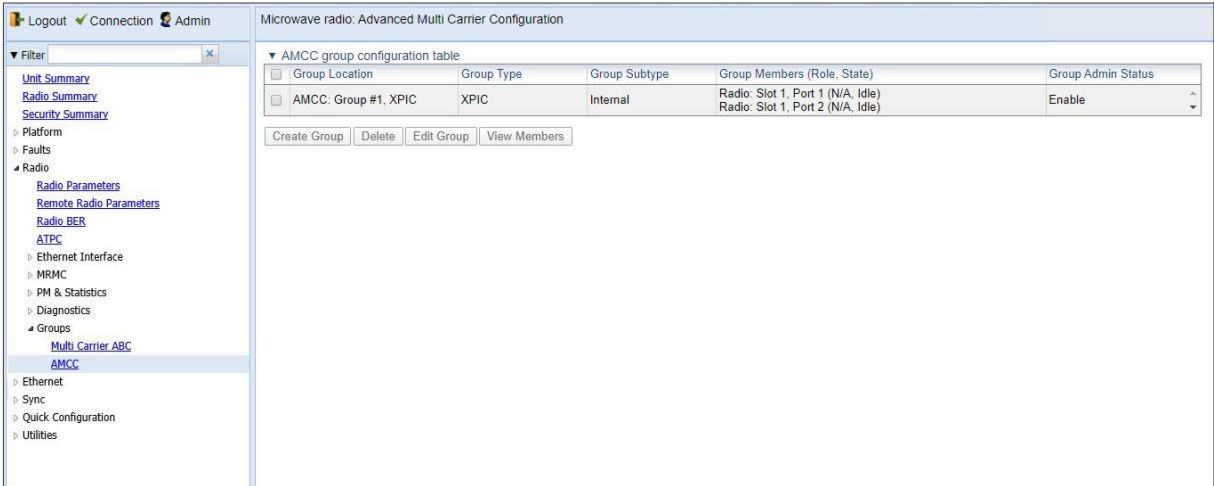 Logout Connection Admin
Microwave radio: Advanced Multi Carrier Configuration
Filter
Unit Summary
Radio Summary
Security Summary
Platform
Faults
Radio
Radio Parameters
Remote Radio Parameters
Radio BER
ATPC
Ethernet Interface
MRMC
PM & Statistics
Diagnostics
Groups
Multi Carrier ABC
AMCC
Ethernet
Sync
Quick Configuration
Utilities
AMCC group configuration table
Group Location Group Type Group Subtype Group Members (Role, State) Group Admin Status
AMCC: Group #1, XPIC XPIC Internal Radio: Slot 1, Port 1 (N/A, Idle) Enable
Radio: Slot 1, Port 2 (N/A, Idle)
Create Group Delete Edit Group View Members